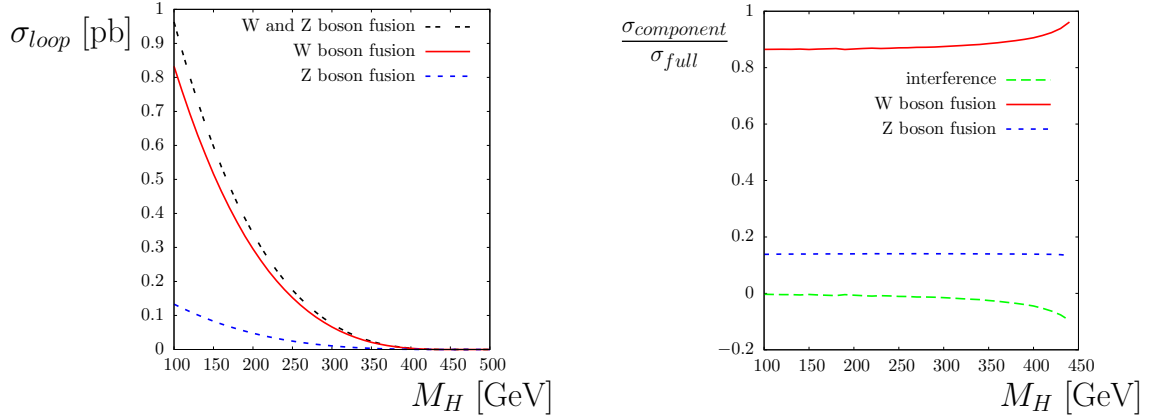 σ_loop [pb]
W and Z boson fusion
W boson fusion
Z boson fusion
1
0.9
0.8
0.7
0.6
0.5
0.4
0.3
0.2
0.1
0
100 150 200 250 300 350 400 450 500
M_H [GeV]
σ_component
σ_full
interference
W boson fusion
Z boson fusion
1
0.8
0.6
0.4
0.2
0
−0.2
100 150 200 250 300 350 400 450
M_H [GeV]